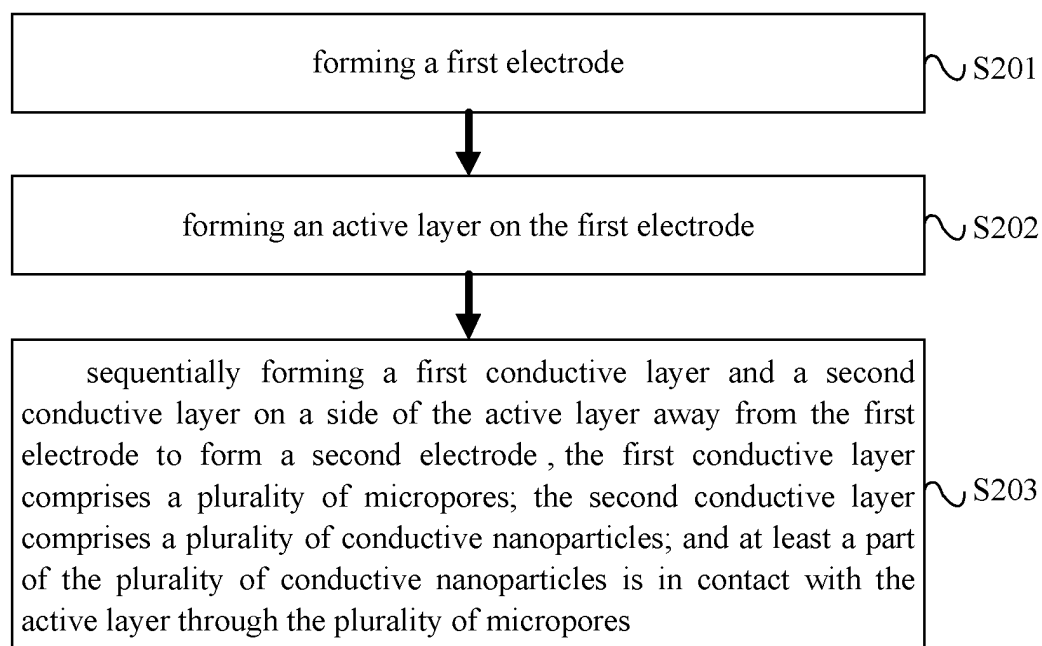 forming a first electrode
S201
forming an active layer on the first electrode
S202
sequentially forming a first conductive layer and a second
conductive layer on a side of the active layer away from the first
electrode to form a second electrode , the first conductive layer
comprises a plurality of micropores; the second conductive layer
comprises a plurality of conductive nanoparticles; and at least a part
of the plurality of conductive nanoparticles is in contact with the
active layer through the plurality of micropores
S203